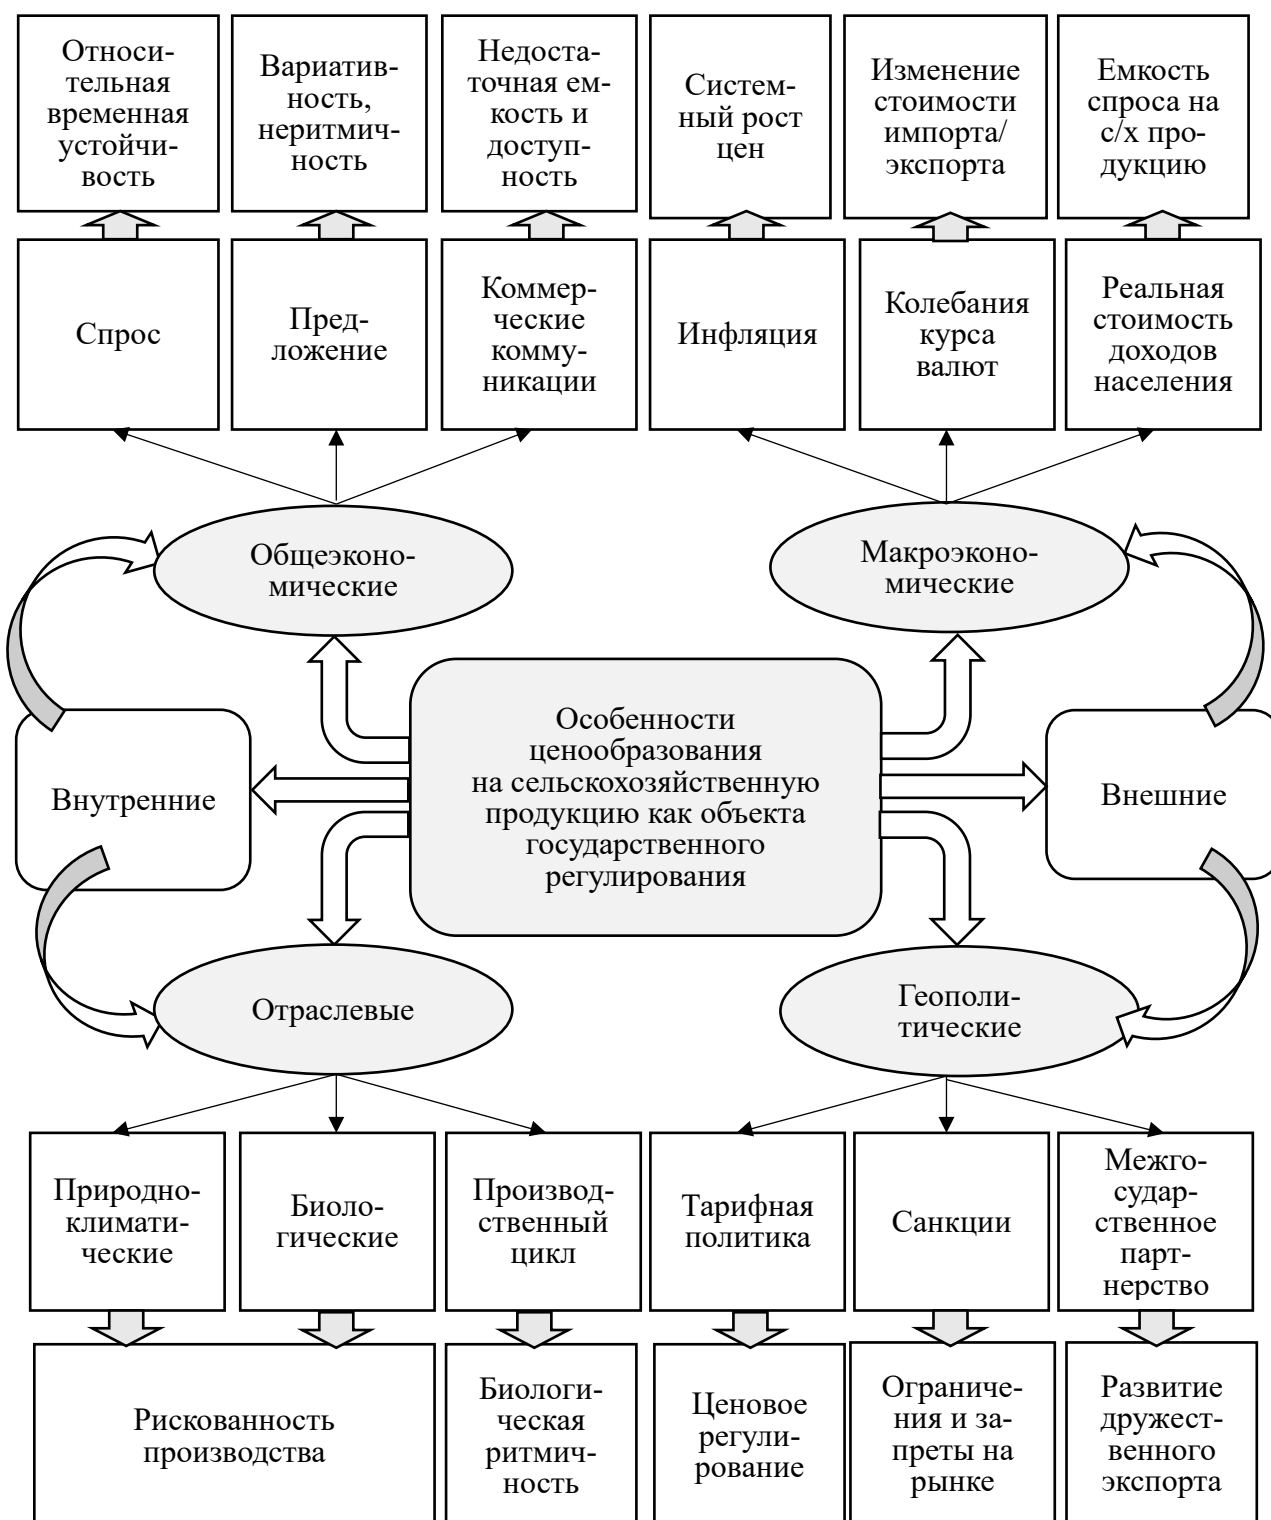 Относи-
тельная
временная
устойчи-
вость
Вариатив-
ность,
неритмич-
ность
Недоста-
точная ем-
кость и
доступ-
ность
Систем-
ный рост
цен
Изменение
стоимости
импорта/
экспорта
Емкость
спроса на
с/х про-
дукцию
Спрос
Пред-
ложение
Коммер-
ческие
комму-
никации
Инфляция
Колебания
курса
валют
Реальная
стоимость
доходов
населения
Общеэконо-
мические
Макроэконо-
мические
Внутренние
Особенности
ценообразования
на сельскохозяйственную
продукцию как объекта
государственного
регулирования
Внешние
Отраслевые
Геополи-
тические
Природно-
климати-
ческие
Биоло-
гические
Производ-
ственный
цикл
Тарифная
политика
Санкции
Межго-
сударс-
ственное
парт-
нерство
Рискованность
производства
Биологи-
ческая
ритмич-
ность
Ценовое
регули-
рование
Ограниче-
ния и за-
преты на
рынке
Развитие
дружест-
венного
экспорта